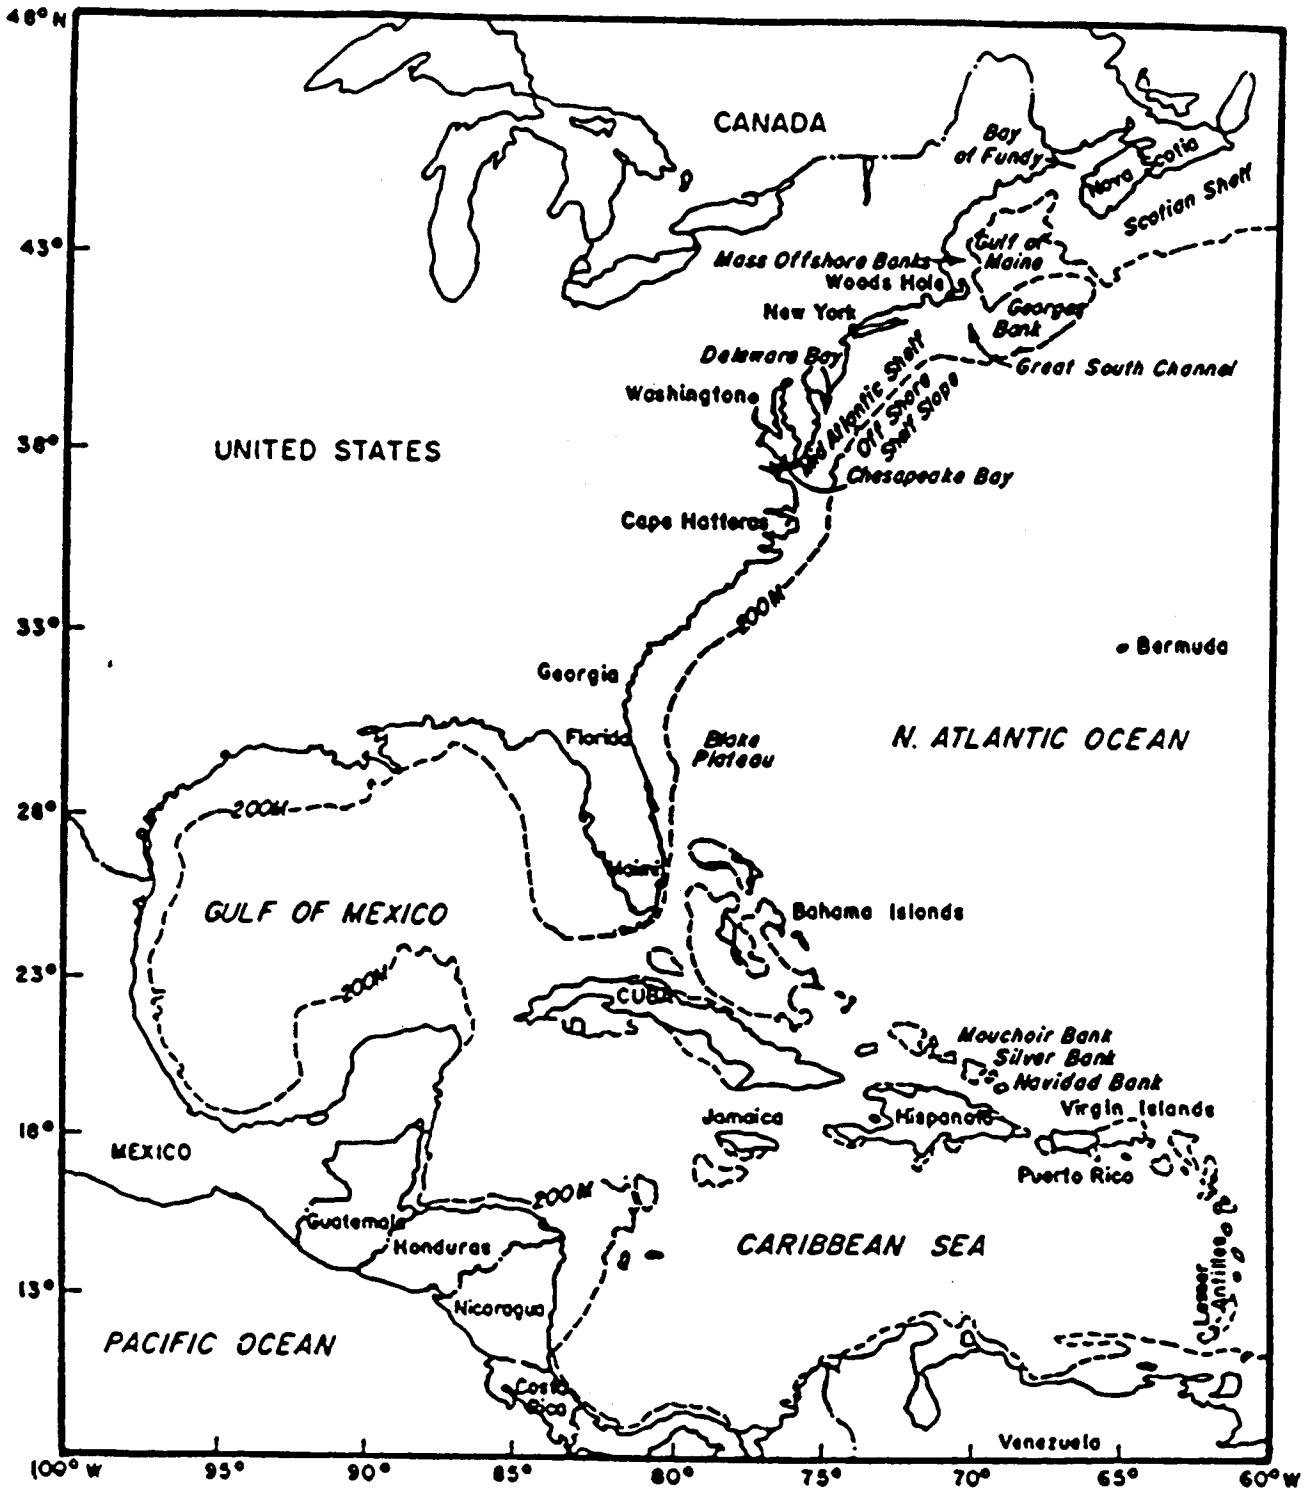 48° N
CANADA
Bay
of Fundy
Nova Scotia
Scotian Shelf
43°
Gulf of
Maine
Mass Offshore Banks
Woods Hole
New York
Georges
Bank
Delaware Bay
Great South Channel
Washington
Mid Atlantic Shelf
Off Shore
Shelf Slope
38°
UNITED STATES
Chesapeake Bay
Cape Hatteras
200M
33°
Bermuda
Georgia
Florida
Blake
Plateau
N. ATLANTIC OCEAN
28°
200M
Miami
GULF OF MEXICO
Bahama Islands
23°
200M
CUBA
Mouchoir Bank
Silver Bank
Navidad Bank
Jamaica
Hispanola
Virgin Islands
18°
MEXICO
Puerto Rico
200M
Guatemala
Honduras
CARIBBEAN SEA
Lesser
Antilles
13°
Nicaragua
PACIFIC OCEAN
Costa
Rica
Venezuela
100° W
95°
90°
85°
80°
75°
70°
65°
60° W